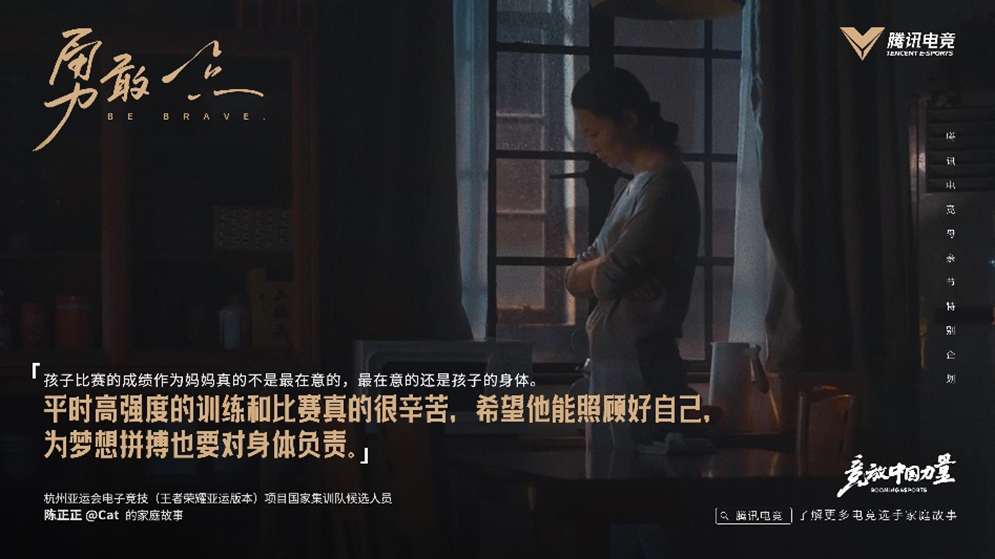 勇敢一点
BE BRAVE.
腾讯电竞
TENCENT E-SPORTS
腾讯电竞母亲节特别企划
「孩子比赛的成绩作为妈妈真的不是最在意的，最在意的还是孩子的身体。
平时高强度的训练和比赛真的很辛苦，希望他能照顾好自己，
为梦想拼搏也要对身体负责。」
杭州亚运会电子竞技（王者荣耀亚运版本）项目国家集训队候选人员
陈正正 @Cat 的家庭故事
竞放中国力量
BOOMING ESPORTS
腾讯电竞 了解更多电竞选手家庭故事